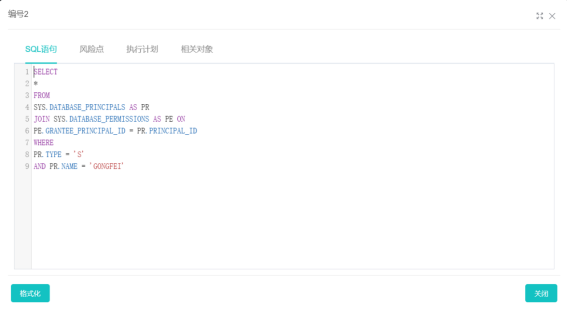 编号2
SQL语句 风险点 执行计划 相关对象
1 SELECT
2 *
3 FROM
4 SYS.DATABASE_PRINCIPALS AS PR
5 JOIN SYS.DATABASE_PERMISSIONS AS PE ON
6 PE.GRANTEE_PRINCIPAL_ID = PR.PRINCIPAL_ID
7 WHERE
8 PR.TYPE = 'S'
9 AND PR.NAME = 'GONGFEI'
格式化 关闭